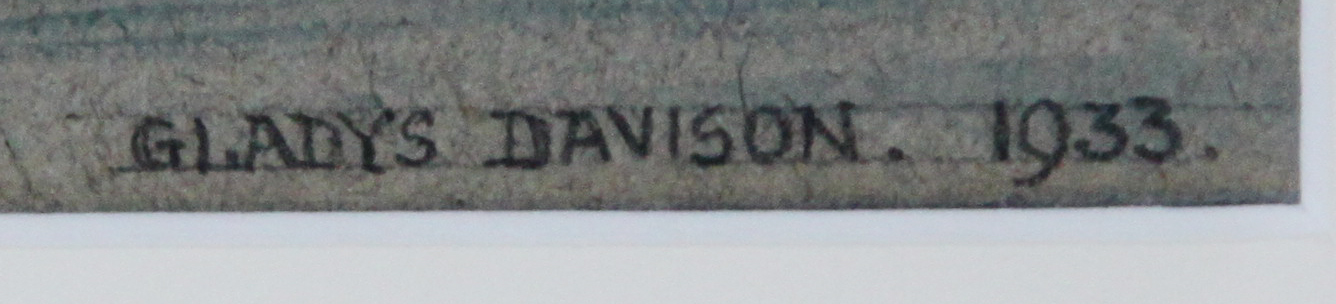 GLADYS DAVISON. 1933.